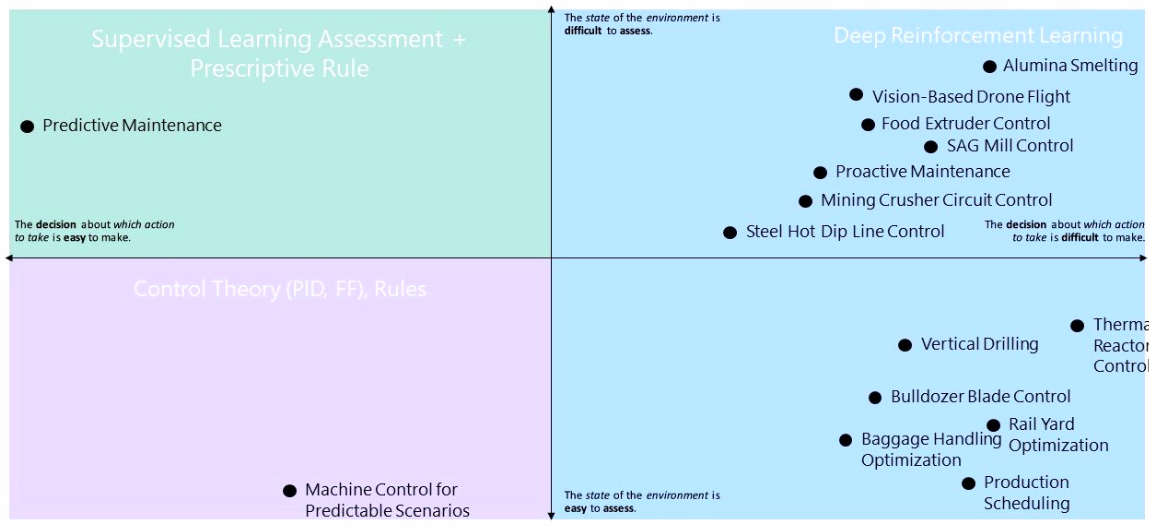 Supervised Learning Assessment +
Prescriptive Rule
Predictive Maintenance
The decision about which action
to take is easy to make.
The state of the environment is
difficult to assess.
Deep Reinforcement Learning
Alumina Smelting
Vision-Based Drone Flight
Food Extruder Control
SAG Mill Control
Proactive Maintenance
Mining Crusher Circuit Control
Steel Hot Dip Line Control
The decision about which action
to take is difficult to make.
Control Theory (PID, FF), Rules
Machine Control for
Predictable Scenarios
Therma
Reactor
Control
Vertical Drilling
Bulldozer Blade Control
Rail Yard
Optimization
Baggage Handling
Optimization
Production
Scheduling
The state of the environment is
easy to assess.